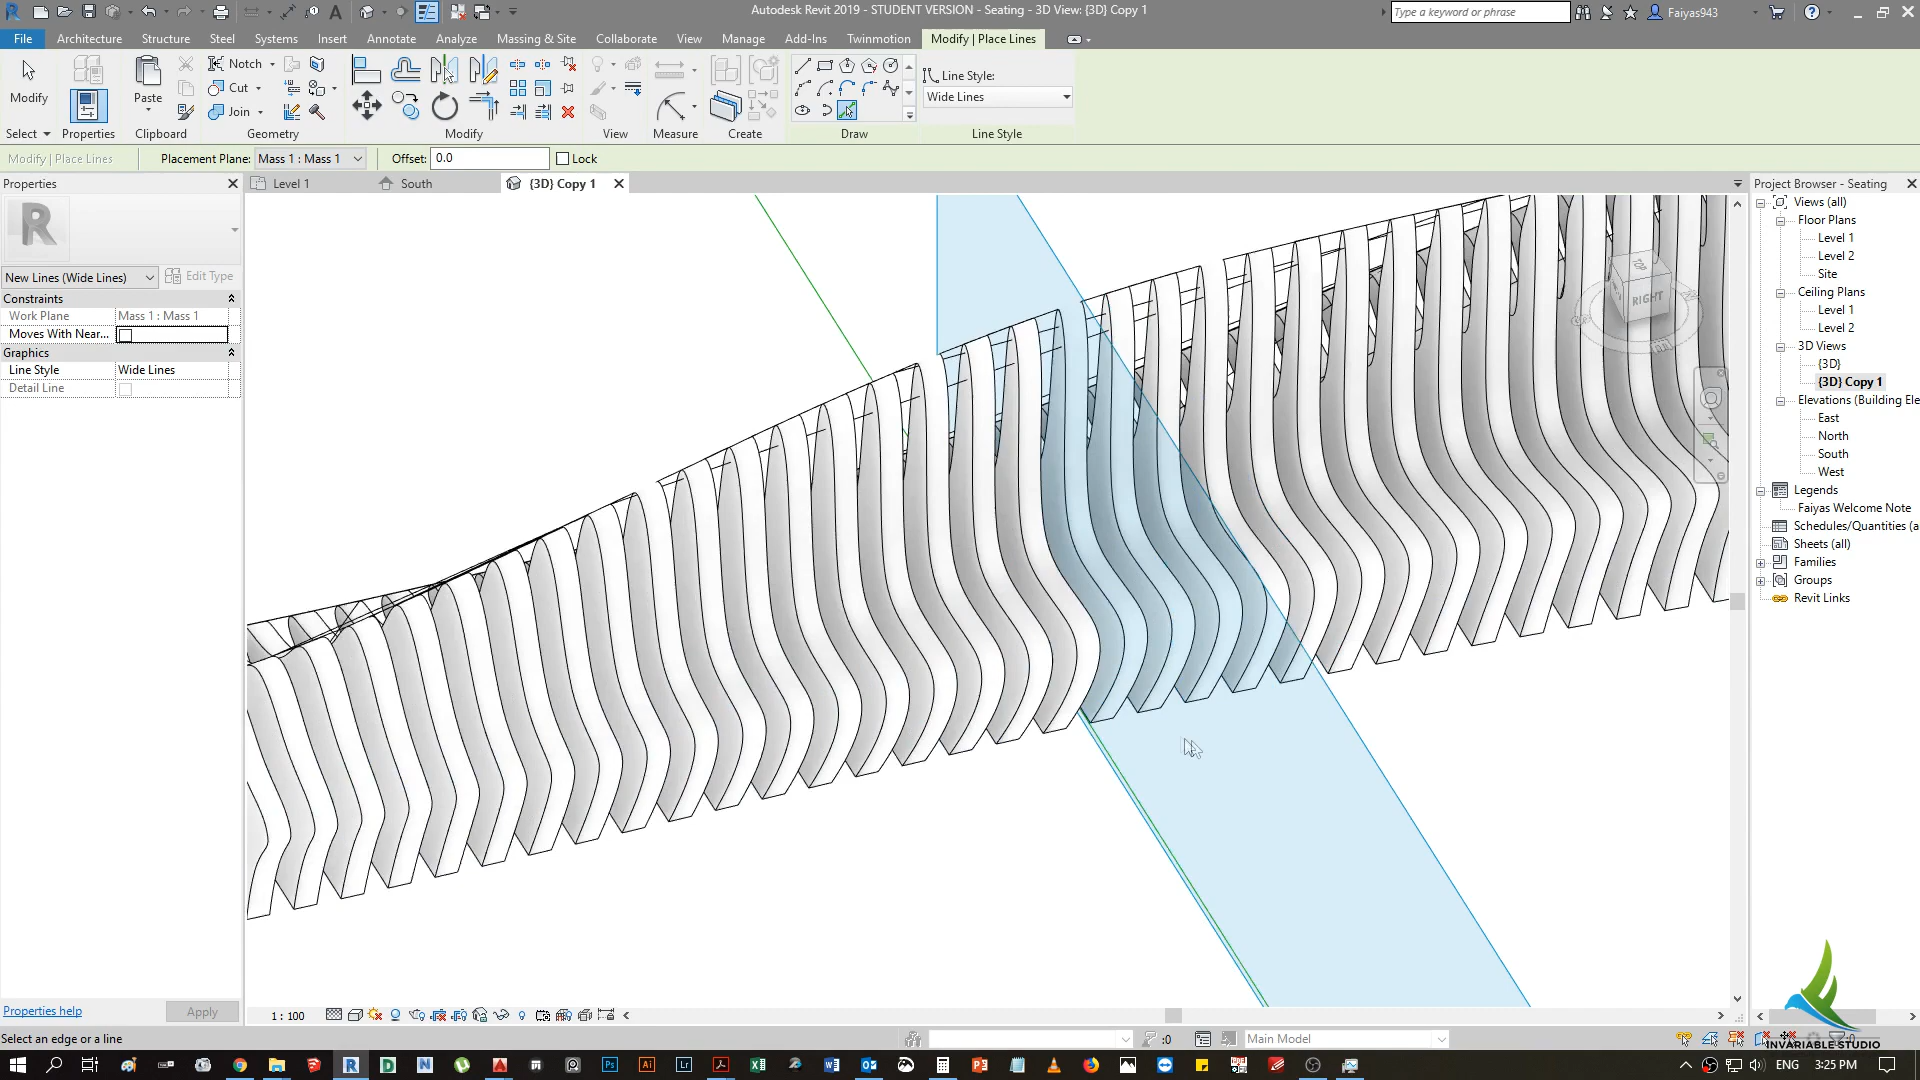 Autodesk Revit 2019 - STUDENT VERSION - Seating - 3D View: {3D} Copy 1
Type a keyword or phrase
Faiyas943
File
Architecture
Structure
Steel
Systems
Insert
Annotate
Analyze
Massing & Site
Collaborate
View
Manage
Add-Ins
Twinmotion
Modify | Place Lines
Modify
Paste
Notch
Cut
Join
Line Style:
Wide Lines
Select
Properties
Clipboard
Geometry
Modify
View
Measure
Create
Draw
Line Style
Modify | Place Lines
Placement Plane: Mass 1 : Mass 1
Offset: 0.0
Lock
Properties
Level 1
South
{3D} Copy 1
Project Browser - Seating
New Lines (Wide Lines)
Edit Type
Constraints
Work Plane Mass 1 : Mass 1
Moves With Near...
Graphics
Line Style Wide Lines
Detail Line
RIGHT
Views (all)
Floor Plans
Level 1
Level 2
Site
Ceiling Plans
Level 1
Level 2
3D Views
{3D}
{3D} Copy 1
Elevations (Building Ele
East
North
South
West
Legends
Faiyas Welcome Note
Schedules/Quantities (a
Sheets (all)
Families
Groups
Revit Links
Properties help
Apply
1 : 100
Select an edge or a line
:0
Main Model
INVARIABLE STUDIO
ENG
3:25 PM